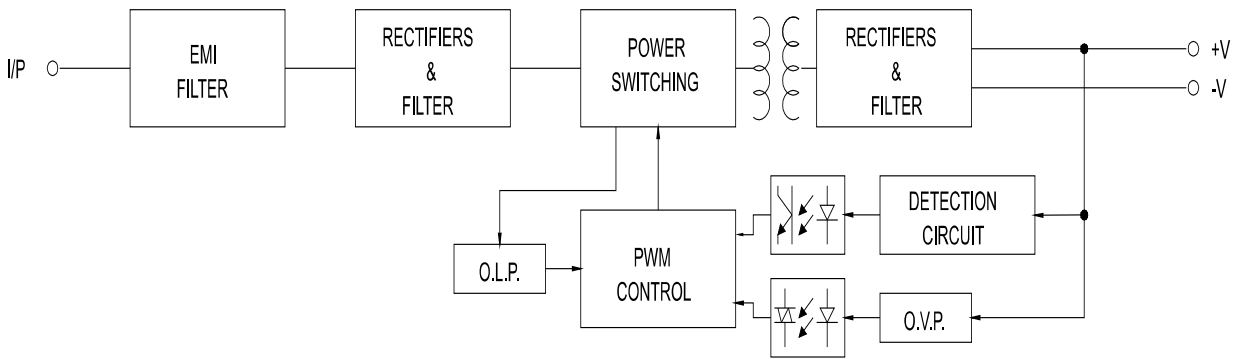 I/P
EMI
FILTER
RECTIFIERS
&
FILTER
POWER
SWITCHING
RECTIFIERS
&
FILTER
+V
-V
O.L.P.
PWM
CONTROL
DETECTION
CIRCUIT
O.V.P.